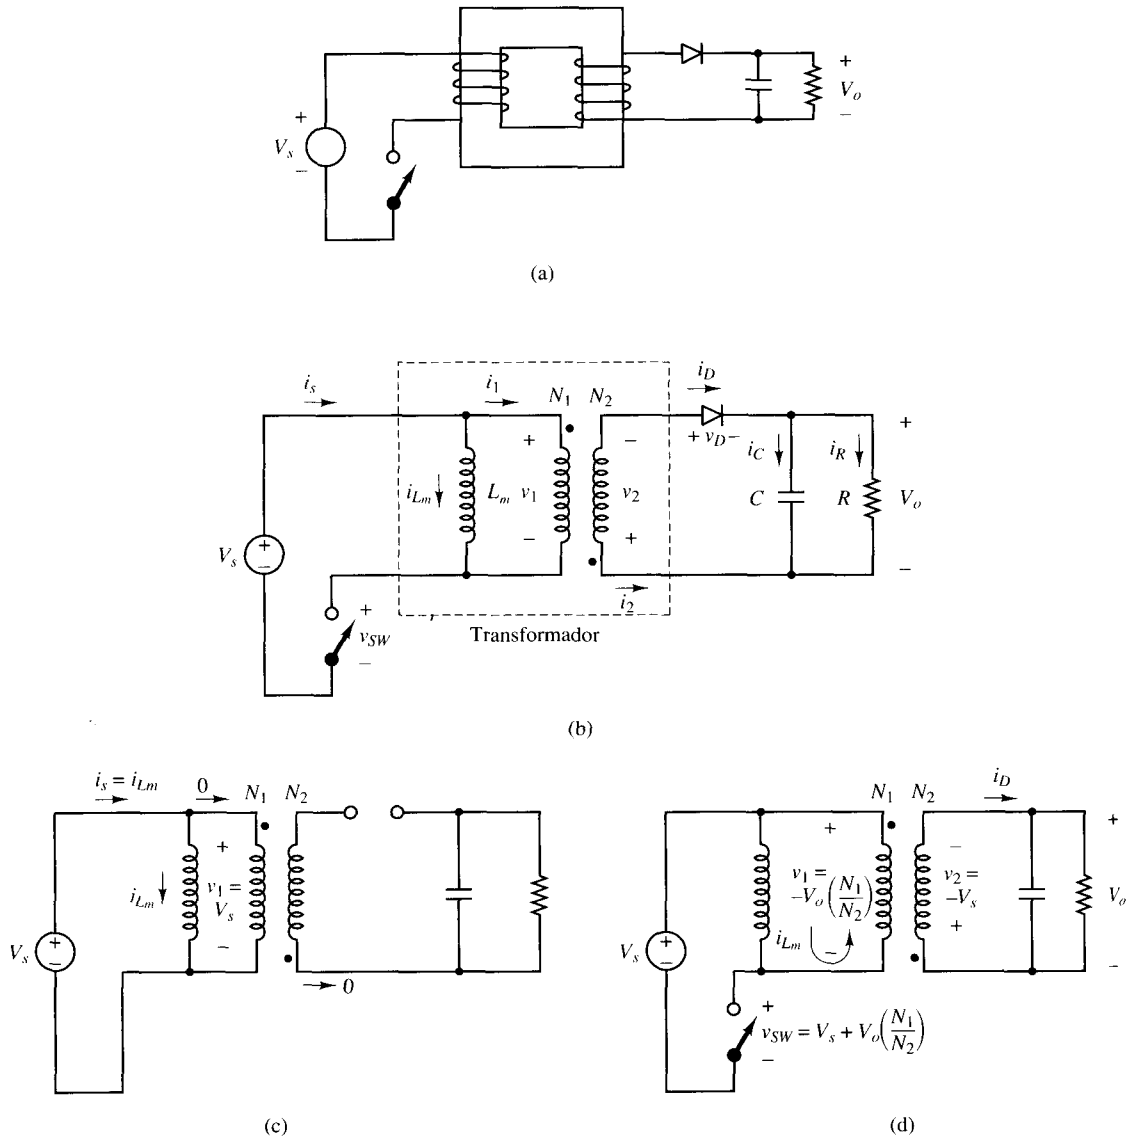 +
V_s
−
+
V_o
−
(a)
i_s
i_1
N_1
N_2
i_D
+ v_D −
i_C
i_R
+
i_Lm
L_m
+
v_1
−
−
v_2
+
C
R
V_o
−
V_s
+
−
+
v_SW
−
i_2
Transformador
(b)
i_s = i_Lm
0
N_1
N_2
i_Lm
+
v_1 =
V_s
−
V_s
+
−
0
(c)
N_1
N_2
i_D
+
v_1 =
−V_o(N_1/N_2)
−
i_Lm
−
v_2 =
−V_s
+
+
V_o
−
V_s
+
−
+
v_SW = V_s + V_o(N_1/N_2)
−
(d)